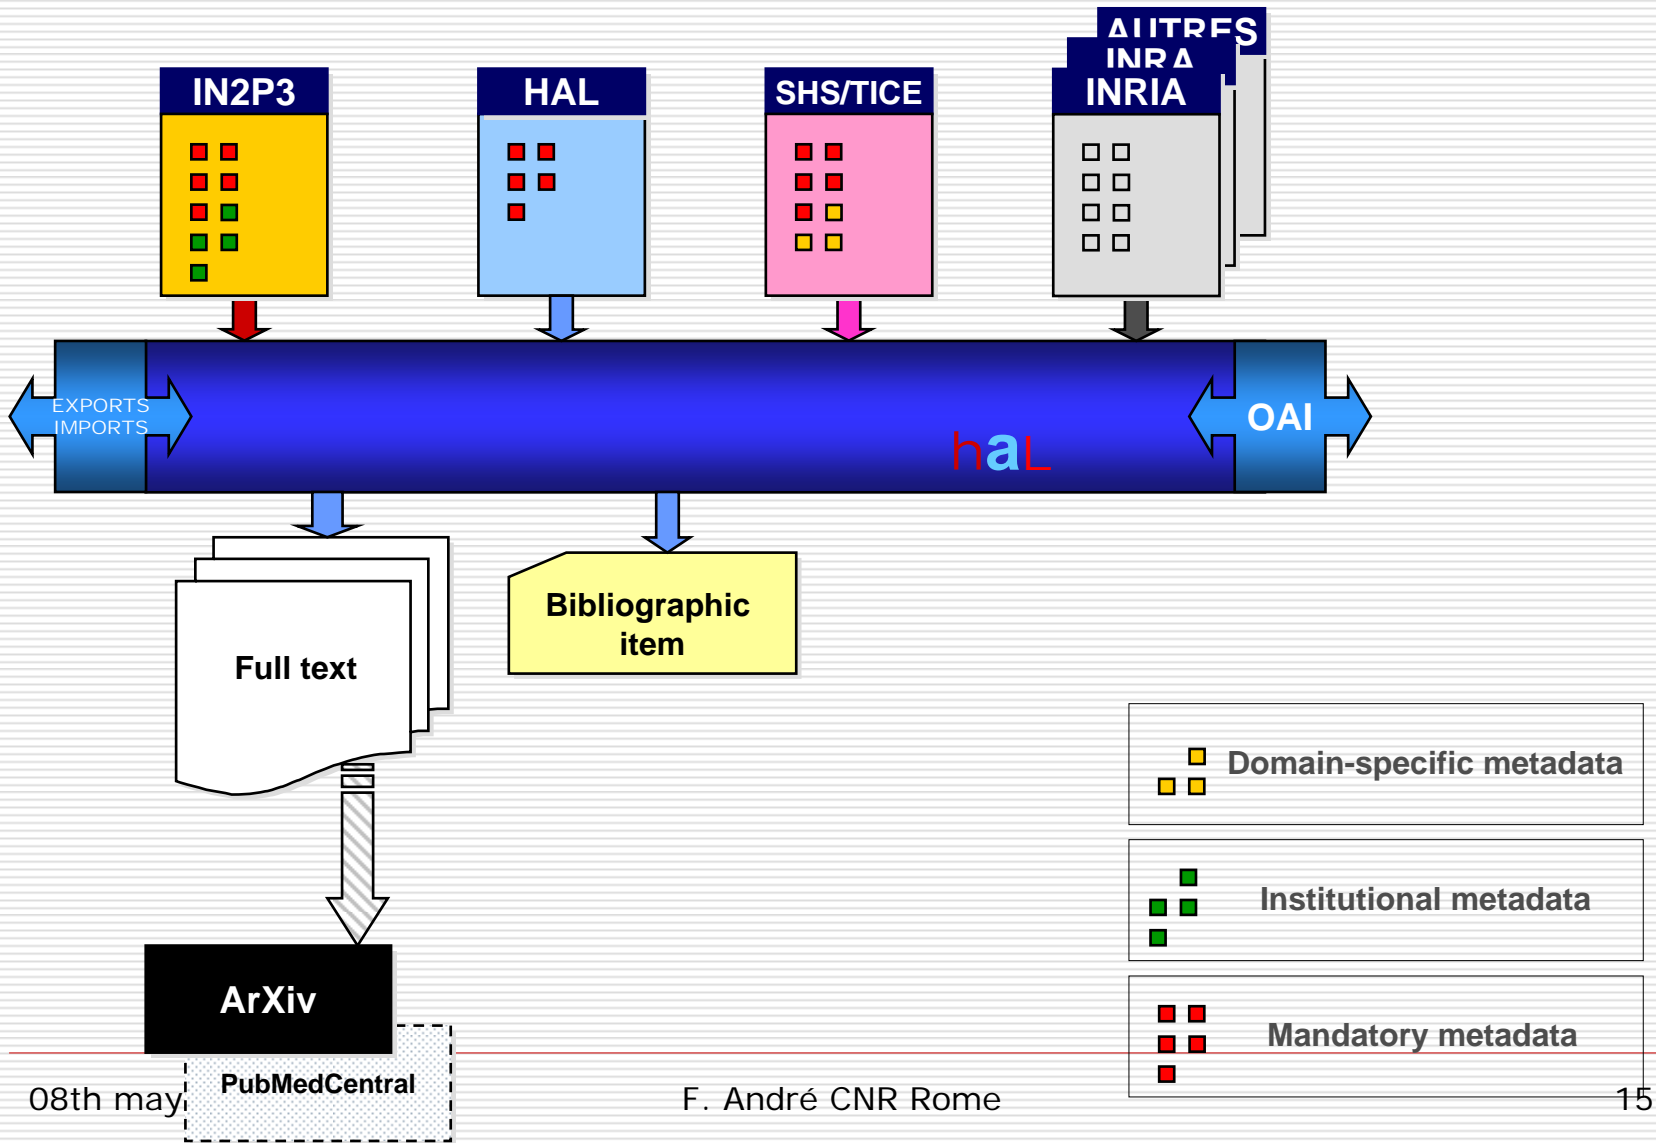 AUTRES
INRA
IN2P3
HAL
SHS/TICE
INRIA
EXPORTS
IMPORTS
haL
OAI
Bibliographic
item
Full text
Domain-specific metadata
Institutional metadata
ArXiv
Mandatory metadata
PubMedCentral
08th may
F. André CNR Rome
15